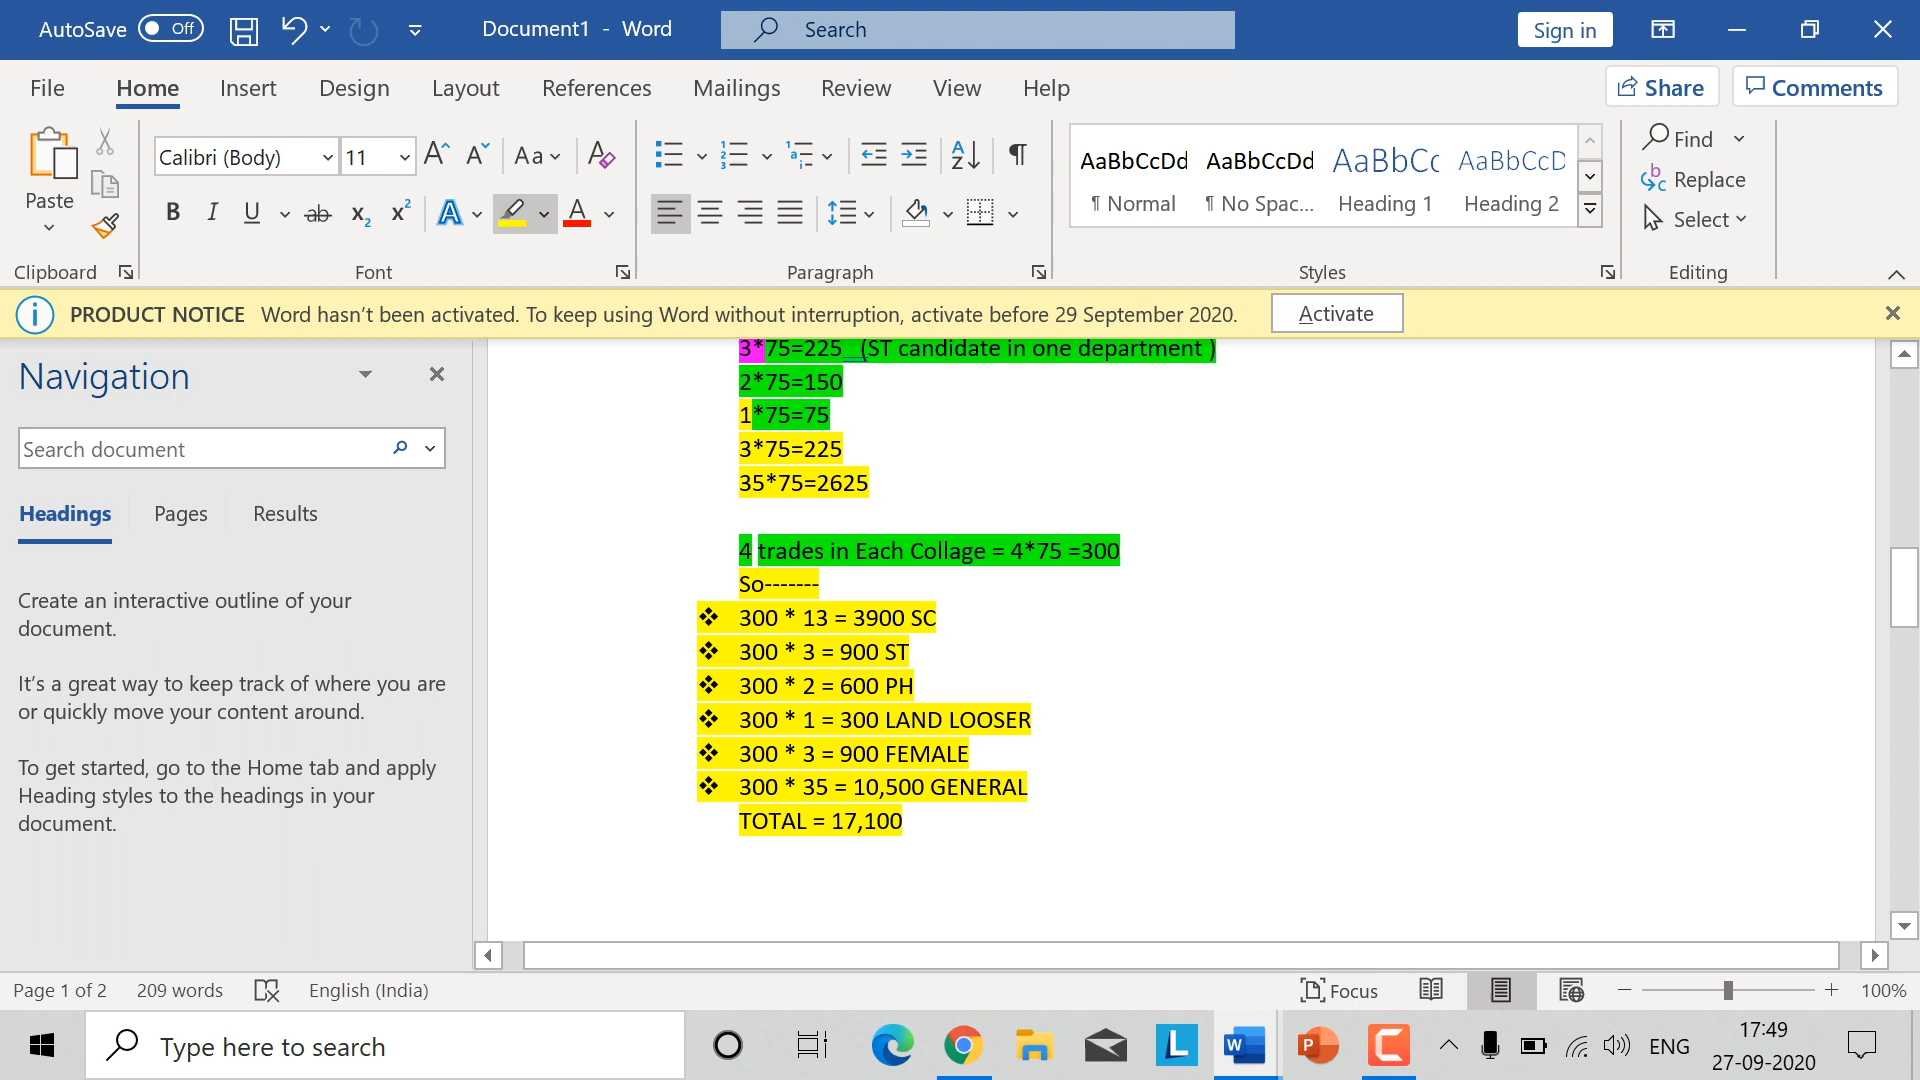 AutoSave Off Document1 - Word Search Sign in
File Home Insert Design Layout References Mailings Review View Help Share Comments
Paste Calibri (Body) 11 Aa AaBbCcDd AaBbCcDd AaBbCc AaBbCcD Find
¶ Normal ¶ No Spac... Heading 1 Heading 2 Replace
B I U ab x₂ x² A A Select
Clipboard Font Paragraph Styles Editing
PRODUCT NOTICE Word hasn't been activated. To keep using Word without interruption, activate before 29 September 2020. Activate
Navigation
Search document
Headings Pages Results
Create an interactive outline of your
document.
It's a great way to keep track of where you are
or quickly move your content around.
To get started, go to the Home tab and apply
Heading styles to the headings in your
document.
3*75=225 (ST candidate in one department )
2*75=150
1*75=75
3*75=225
35*75=2625
4 trades in Each Collage = 4*75 =300
So-------
❖ 300 * 13 = 3900 SC
❖ 300 * 3 = 900 ST
❖ 300 * 2 = 600 PH
❖ 300 * 1 = 300 LAND LOOSER
❖ 300 * 3 = 900 FEMALE
❖ 300 * 35 = 10,500 GENERAL
TOTAL = 17,100
Page 1 of 2 209 words English (India) Focus 100%
Type here to search ENG 17:49
27-09-2020